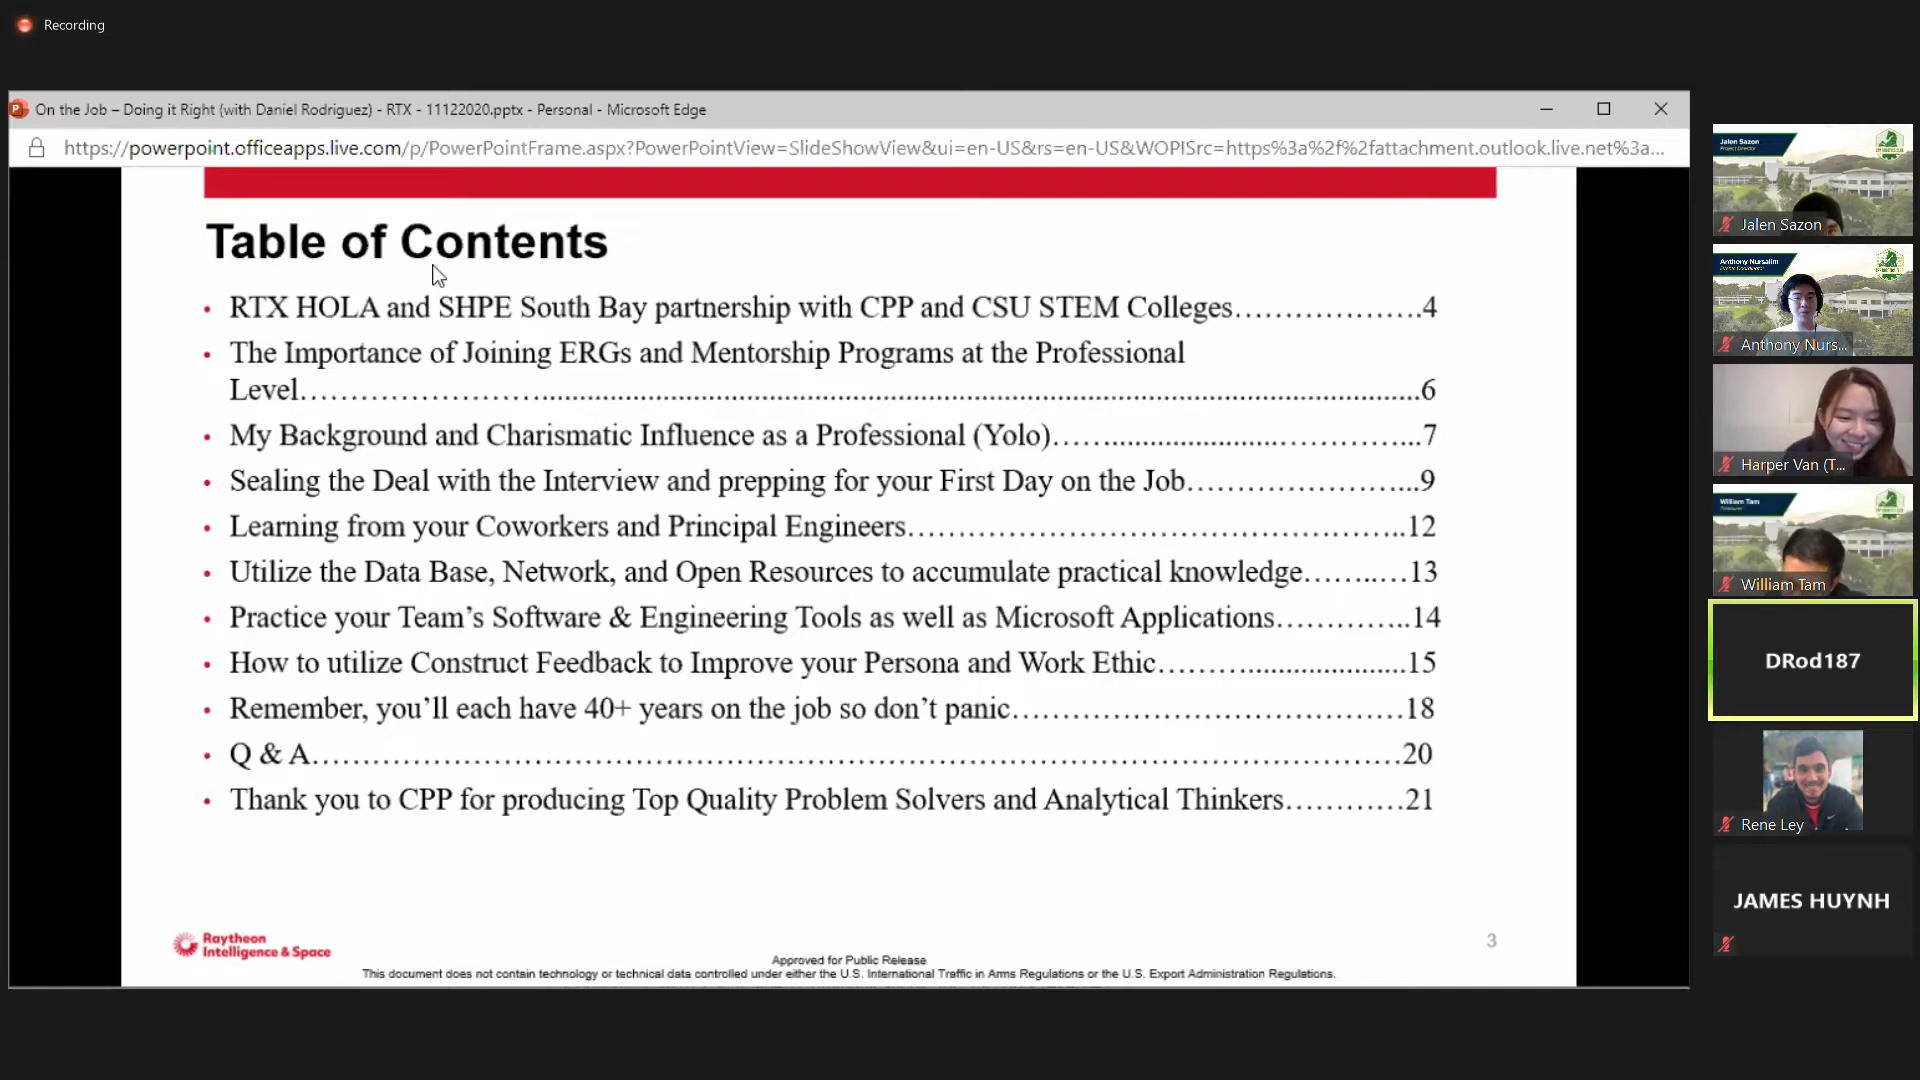 Recording
On the Job – Doing it Right (with Daniel Rodriguez) - RTX - 11122020.pptx - Personal - Microsoft Edge
https://powerpoint.officeapps.live.com/p/PowerPointFrame.aspx?PowerPointView=SlideShowView&ui=en-US&rs=en-US&WOPISrc=https%3a%2f%2fattachment.outlook.live.net%3a...
Table of Contents
• RTX HOLA and SHPE South Bay partnership with CPP and CSU STEM Colleges……………….4
• The Importance of Joining ERGs and Mentorship Programs at the Professional
Level……………………...................................................................................................................6
• My Background and Charismatic Influence as a Professional (Yolo)…….......................…………...7
• Sealing the Deal with the Interview and prepping for your First Day on the Job…………………...9
• Learning from your Coworkers and Principal Engineers…………………………………………..12
• Utilize the Data Base, Network, and Open Resources to accumulate practical knowledge…….…13
• Practice your Team’s Software & Engineering Tools as well as Microsoft Applications…………..14
• How to utilize Construct Feedback to Improve your Persona and Work Ethic………......................15
• Remember, you’ll each have 40+ years on the job so don’t panic…………………………………18
• Q & A………………………………………………………………………………………………20
• Thank you to CPP for producing Top Quality Problem Solvers and Analytical Thinkers…………21
Raytheon
Intelligence & Space
3
Approved for Public Release
This document does not contain technology or technical data controlled under either the U.S. International Traffic in Arms Regulations or the U.S. Export Administration Regulations.
Jalen Sazon
Project Director
Jalen Sazon
Anthony Nursalim
Anthony Nurs...
Harper Van (T...
William Tam
Treasurer
William Tam
DRod187
Rene Ley
JAMES HUYNH